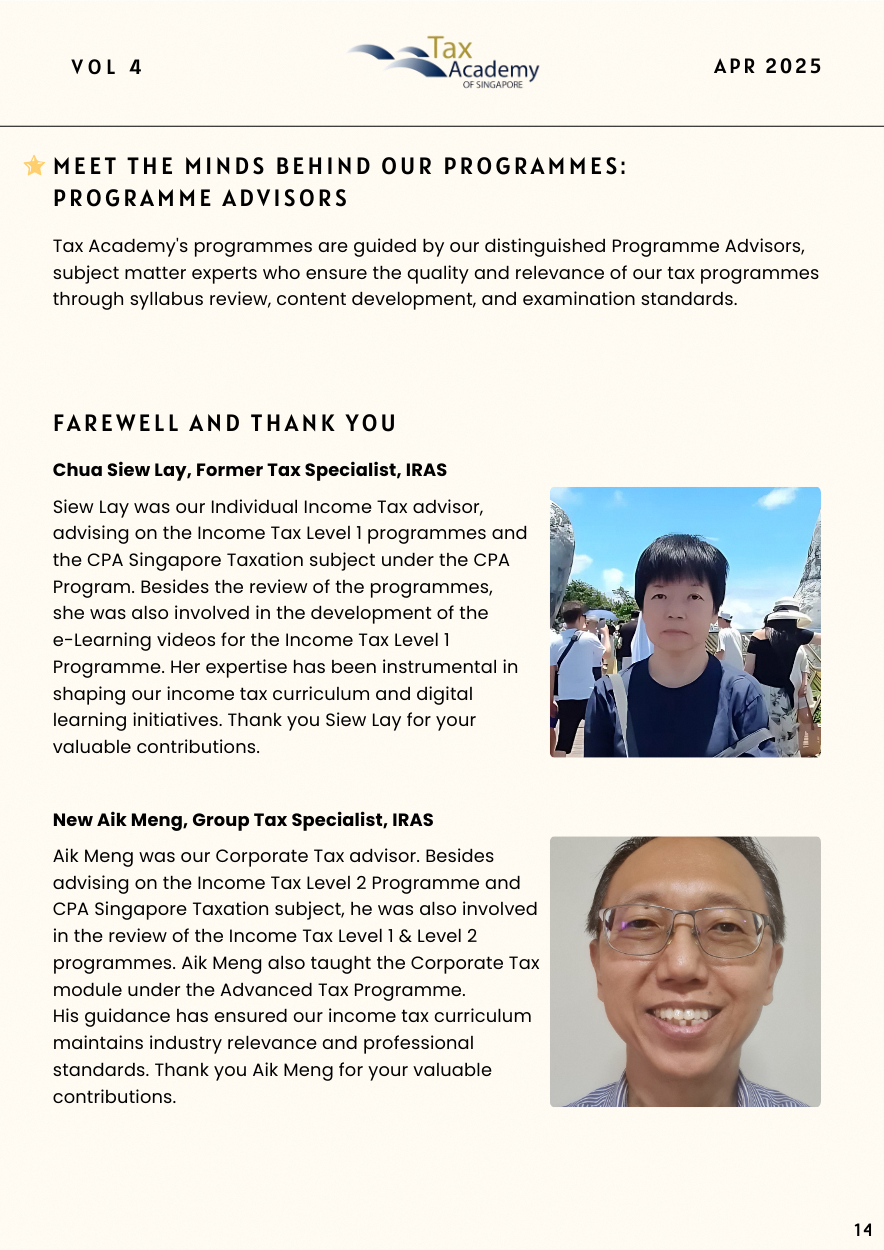 VOL 4
Tax
Academy
OF SINGAPORE
APR 2025
MEET THE MINDS BEHIND OUR PROGRAMMES:
PROGRAMME ADVISORS
Tax Academy's programmes are guided by our distinguished Programme Advisors,
subject matter experts who ensure the quality and relevance of our tax programmes
through syllabus review, content development, and examination standards.
FAREWELL AND THANK YOU
Chua Siew Lay, Former Tax Specialist, IRAS
Siew Lay was our Individual Income Tax advisor,
advising on the Income Tax Level 1 programmes and
the CPA Singapore Taxation subject under the CPA
Program. Besides the review of the programmes,
she was also involved in the development of the
e-Learning videos for the Income Tax Level 1
Programme. Her expertise has been instrumental in
shaping our income tax curriculum and digital
learning initiatives. Thank you Siew Lay for your
valuable contributions.
New Aik Meng, Group Tax Specialist, IRAS
Aik Meng was our Corporate Tax advisor. Besides
advising on the Income Tax Level 2 Programme and
CPA Singapore Taxation subject, he was also involved
in the review of the Income Tax Level 1 & Level 2
programmes. Aik Meng also taught the Corporate Tax
module under the Advanced Tax Programme.
His guidance has ensured our income tax curriculum
maintains industry relevance and professional
standards. Thank you Aik Meng for your valuable
contributions.
14